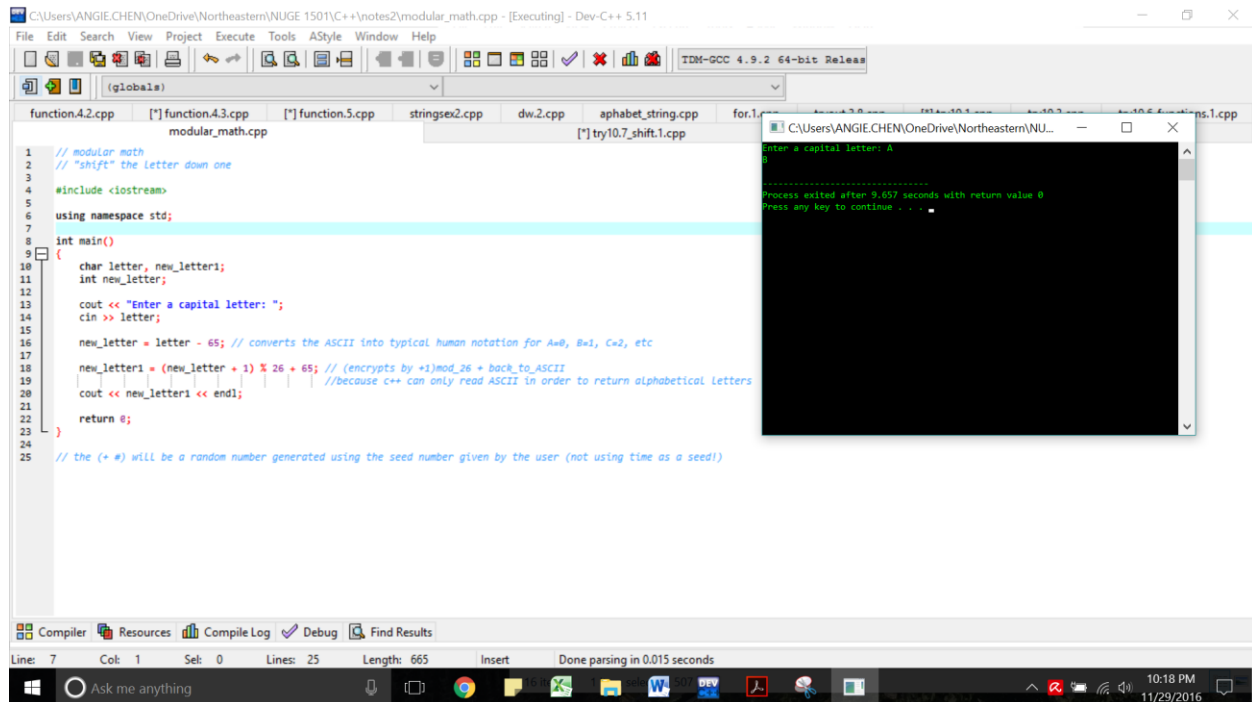 C:\Users\ANGIE.CHEN\OneDrive\Northeastern\NUGE 1501\C++\notes2\modular_math.cpp - [Executing] - Dev-C++ 5.11
File Edit Search View Project Execute Tools AStyle Window Help
TDM-GCC 4.9.2 64-bit Releas
(globals)
function.4.2.cpp [*] function.4.3.cpp [*] function.5.cpp stringsex2.cpp dw.2.cpp aphabet_string.cpp
modular_math.cpp [*] try10.7_shift.1.cpp
1 // modular math
2 // "shift" the letter down one
3
4 #include <iostream>
5
6 using namespace std;
7
8 int main()
9 {
10 char letter, new_letter1;
11 int new_letter;
12
13 cout << "Enter a capital letter: ";
14 cin >> letter;
15
16 new_letter = letter - 65; // converts the ASCII into typical human notation for A=0, B=1, C=2, etc
17
18 new_letter1 = (new_letter + 1) % 26 + 65; // (encrypts by +1)mod_26 + back_to_ASCII
19 //because c++ can only read ASCII in order to return alphabetical letters
20 cout << new_letter1 << endl;
21
22 return 0;
23 }
24
25 // the (+ #) will be a random number generated using the seed number given by the user (not using time as a seed!)
C:\Users\ANGIE.CHEN\OneDrive\Northeastern\NU...
Enter a capital letter: A
B
--------------------------------
Process exited after 9.657 seconds with return value 0
Press any key to continue . . .
Compiler Resources Compile Log Debug Find Results
Line: 7 Col: 1 Sel: 0 Lines: 25 Length: 665 Insert Done parsing in 0.015 seconds
Ask me anything
DEV
10:18 PM
11/29/2016